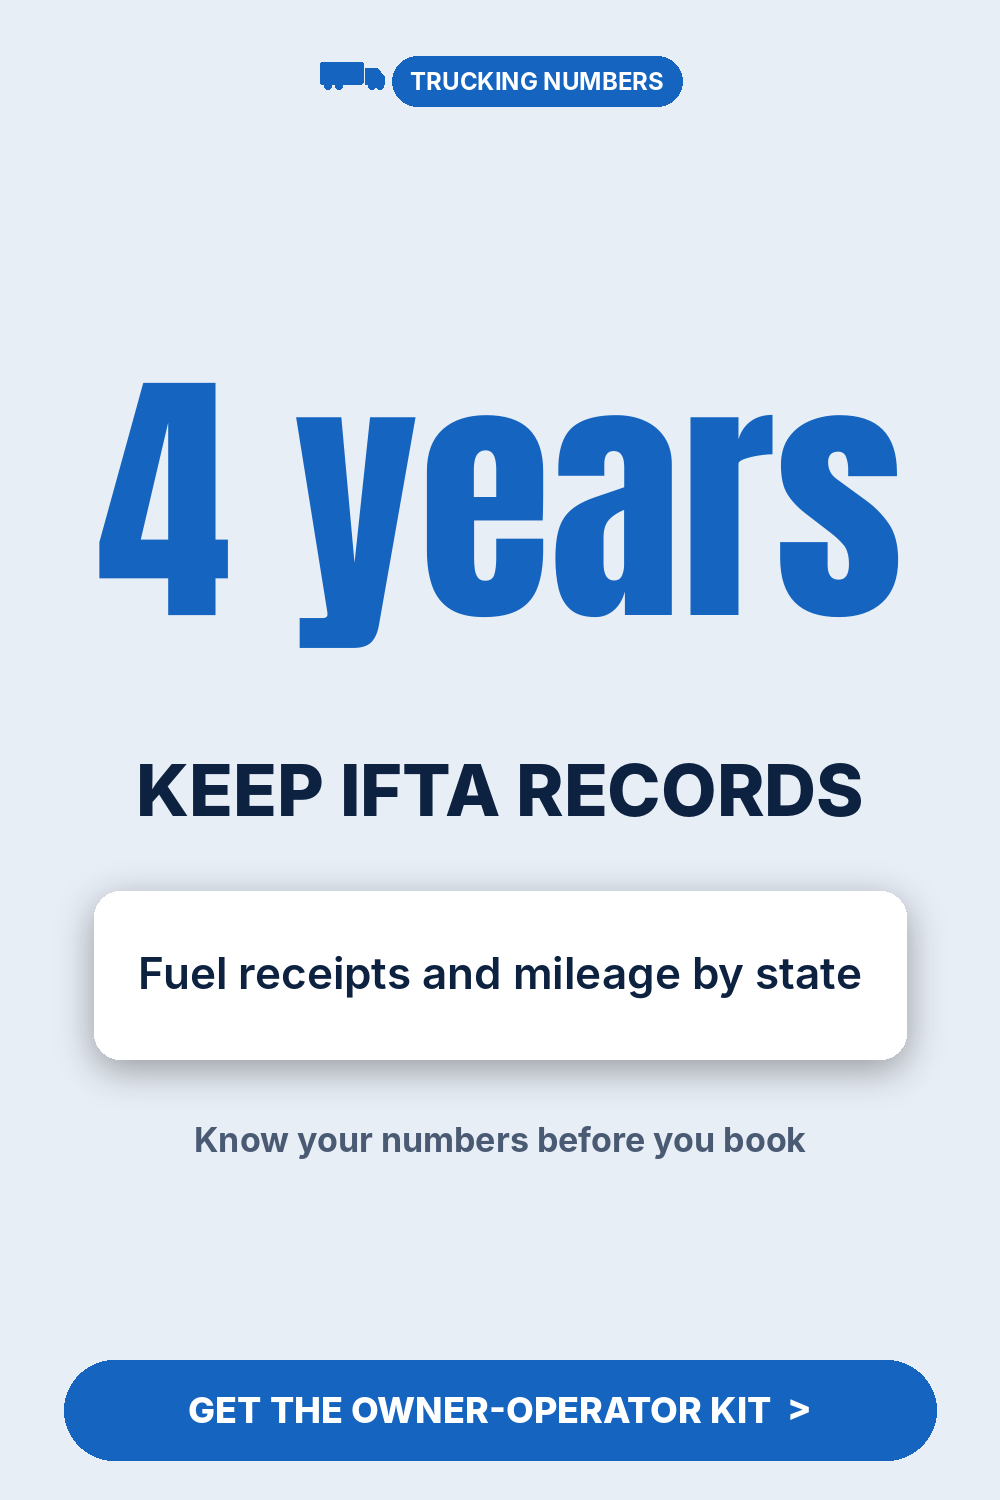 TRUCKING NUMBERS
4 years
KEEP IFTA RECORDS
Fuel receipts and mileage by state
Know your numbers before you book
GET THE OWNER-OPERATOR KIT >